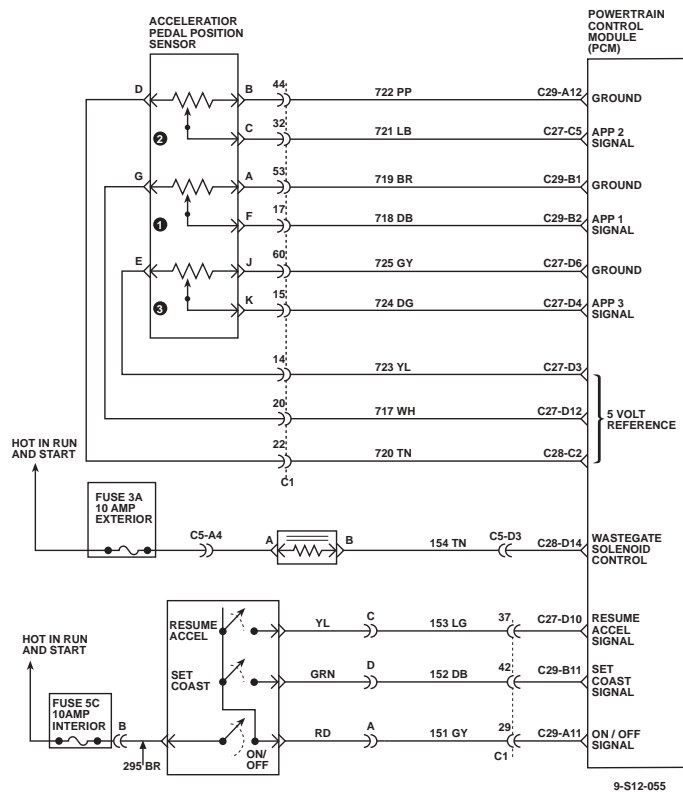 ACCELERATIOR
PEDAL POSITION
SENSOR
POWERTRAIN
CONTROL
MODULE
(PCM)
D B 44 722 PP C29-A12 GROUND
2 C 32 721 LB C27-C5 APP 2
SIGNAL
G A 53 719 BR C29-B1 GROUND
1 F 17 718 DB C29-B2 APP 1
SIGNAL
E J 60 725 GY C27-D6 GROUND
3 K 15 724 DG C27-D4 APP 3
SIGNAL
14 723 YL C27-D3
20 717 WH C27-D12
5 VOLT
REFERENCE
22 720 TN C28-C2
C1
HOT IN RUN
AND START
FUSE 3A
10 AMP
EXTERIOR
C5-A4 A B 154 TN C5-D3 C28-D14
WASTEGATE
SOLENOID
CONTROL
RESUME
ACCEL
YL C 153 LG 37 C27-D10
RESUME
ACCEL
SIGNAL
HOT IN RUN
AND START
SET
COAST
GRN D 152 DB 42 C29-B11
SET
COAST
SIGNAL
FUSE 5C
10AMP
INTERIOR
B
295 BR
ON/
OFF
RD A 151 GY 29 C29-A11
C1
ON / OFF
SIGNAL
9-S12-055